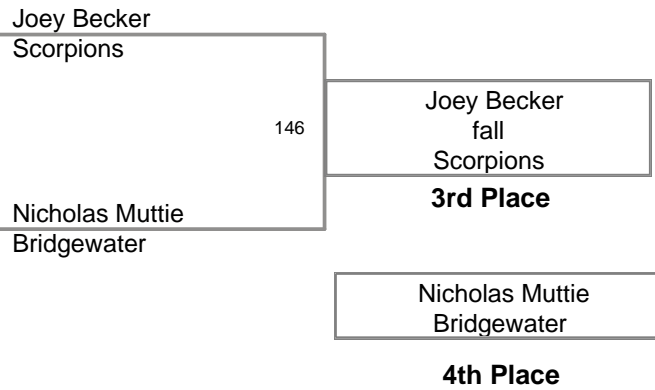 Joey Becker
Scorpions
146
Joey Becker
fall
Scorpions
3rd Place
Nicholas Muttie
Bridgewater
Nicholas Muttie
Bridgewater
4th Place